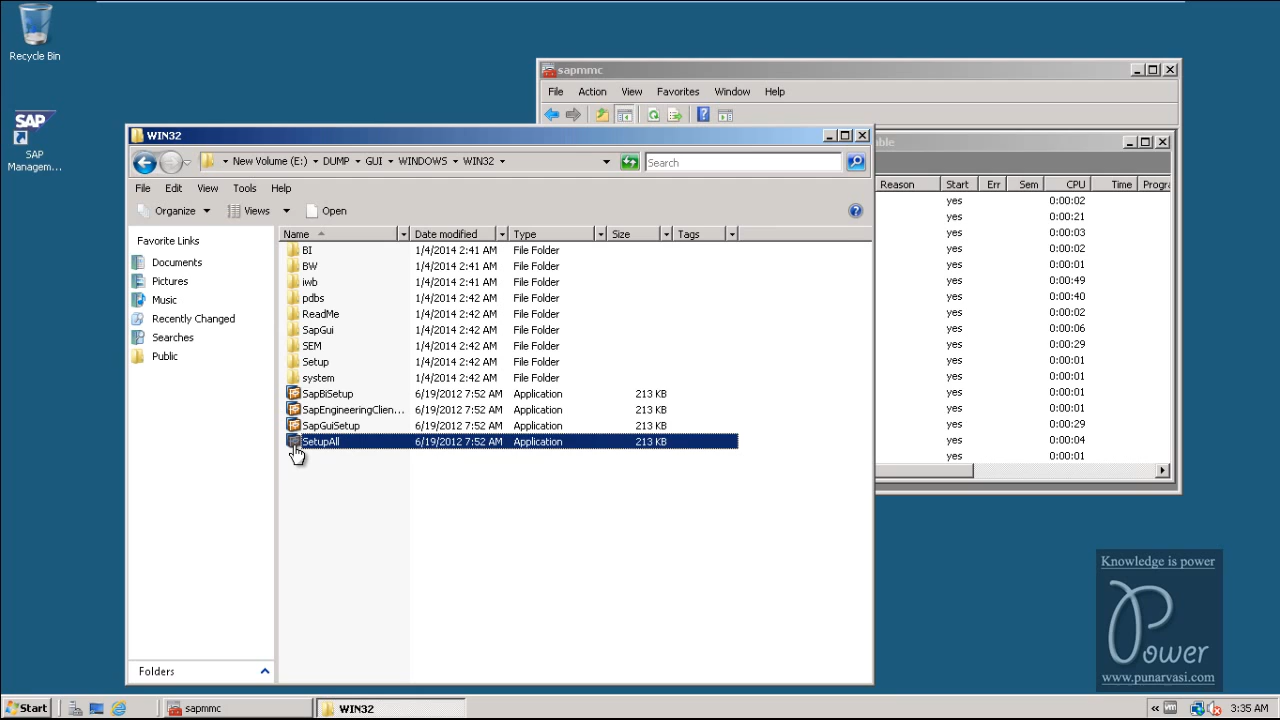 Recycle Bin
SAP
SAP
Managem...
sapmmc
File Action View Favorites Window Help
WIN32
New Volume (E:) DUMP GUI WINDOWS WIN32
Search
File Edit View Tools Help
Organize Views Open
Favorite Links
Documents
Pictures
Music
Recently Changed
Searches
Public
Folders
Name Date modified Type Size Tags
BI 1/4/2014 2:41 AM File Folder
BW 1/4/2014 2:41 AM File Folder
iwb 1/4/2014 2:41 AM File Folder
pdbs 1/4/2014 2:42 AM File Folder
ReadMe 1/4/2014 2:42 AM File Folder
SapGui 1/4/2014 2:42 AM File Folder
SEM 1/4/2014 2:42 AM File Folder
Setup 1/4/2014 2:42 AM File Folder
system 1/4/2014 2:42 AM File Folder
SapBiSetup 6/19/2012 7:52 AM Application 213 KB
SapEngineeringClien... 6/19/2012 7:52 AM Application 213 KB
SapGuiSetup 6/19/2012 7:52 AM Application 213 KB
SetupAll 6/19/2012 7:52 AM Application 213 KB
Reason Start Err Sem CPU Time Progra
yes 0:00:02
yes 0:00:21
yes 0:00:03
yes 0:00:02
yes 0:00:01
yes 0:00:49
yes 0:00:40
yes 0:00:02
yes 0:00:06
yes 0:00:29
yes 0:00:01
yes 0:00:01
yes 0:00:01
yes 0:00:01
yes 0:00:29
yes 0:00:04
yes 0:00:01
Knowledge is power
Power
www.punarvasi.com
Start sapmmc WIN32 3:35 AM